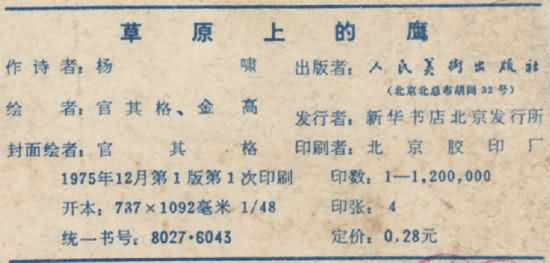 草原上的鹰
作诗者：杨啸 出版者：人民美术出版社
（北京北总布胡同32号）
绘者：官其格、金高 发行者：新华书店北京发行所
封面绘者：官其格 印刷者：北京胶印厂
1975年12月第1版第1次印刷 印数：1—1,200,000
开本：737×1092毫米 1/48 印张：4
统一书号：8027·6043 定价：0.28元